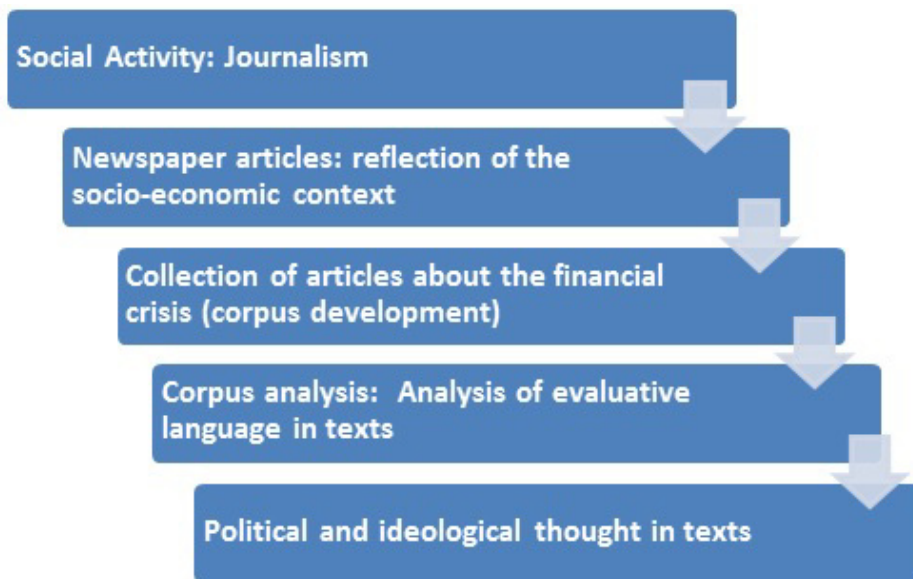 Social Activity: Journalism
Newspaper articles: reflection of the
socio-economic context
Collection of articles about the financial
crisis (corpus development)
Corpus analysis:  Analysis of evaluative
language in texts
Political and ideological thought in texts